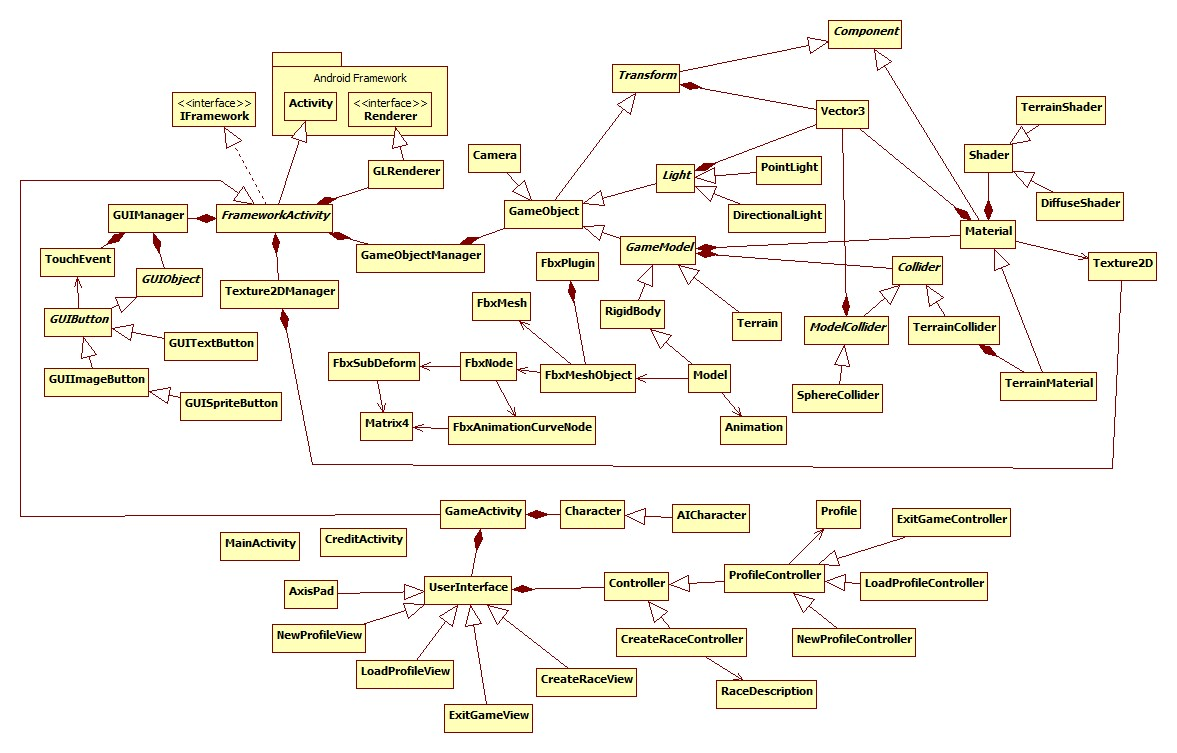 Component
Android Framework
Transform
<<interface>>
IFramework
Activity
<<interface>>
Renderer
Vector3
TerrainShader
Camera
Shader
GLRenderer
Light
PointLight
GUIManager
FrameworkActivity
GameObject
DirectionalLight
DiffuseShader
Material
GameObjectManager
GameModel
TouchEvent
FbxPlugin
Collider
Texture2D
GUIObject
Texture2DManager
FbxMesh
RigidBody
GUIButton
Terrain
ModelCollider
TerrainCollider
GUITextButton
FbxSubDeform
FbxNode
FbxMeshObject
Model
GUIImageButton
TerrainMaterial
SphereCollider
GUISpriteButton
Matrix4
FbxAnimationCurveNode
Animation
GameActivity
Character
AICharacter
Profile
ExitGameController
MainActivity
CreditActivity
AxisPad
UserInterface
Controller
ProfileController
LoadProfileController
NewProfileView
CreateRaceController
NewProfileController
LoadProfileView
CreateRaceView
RaceDescription
ExitGameView